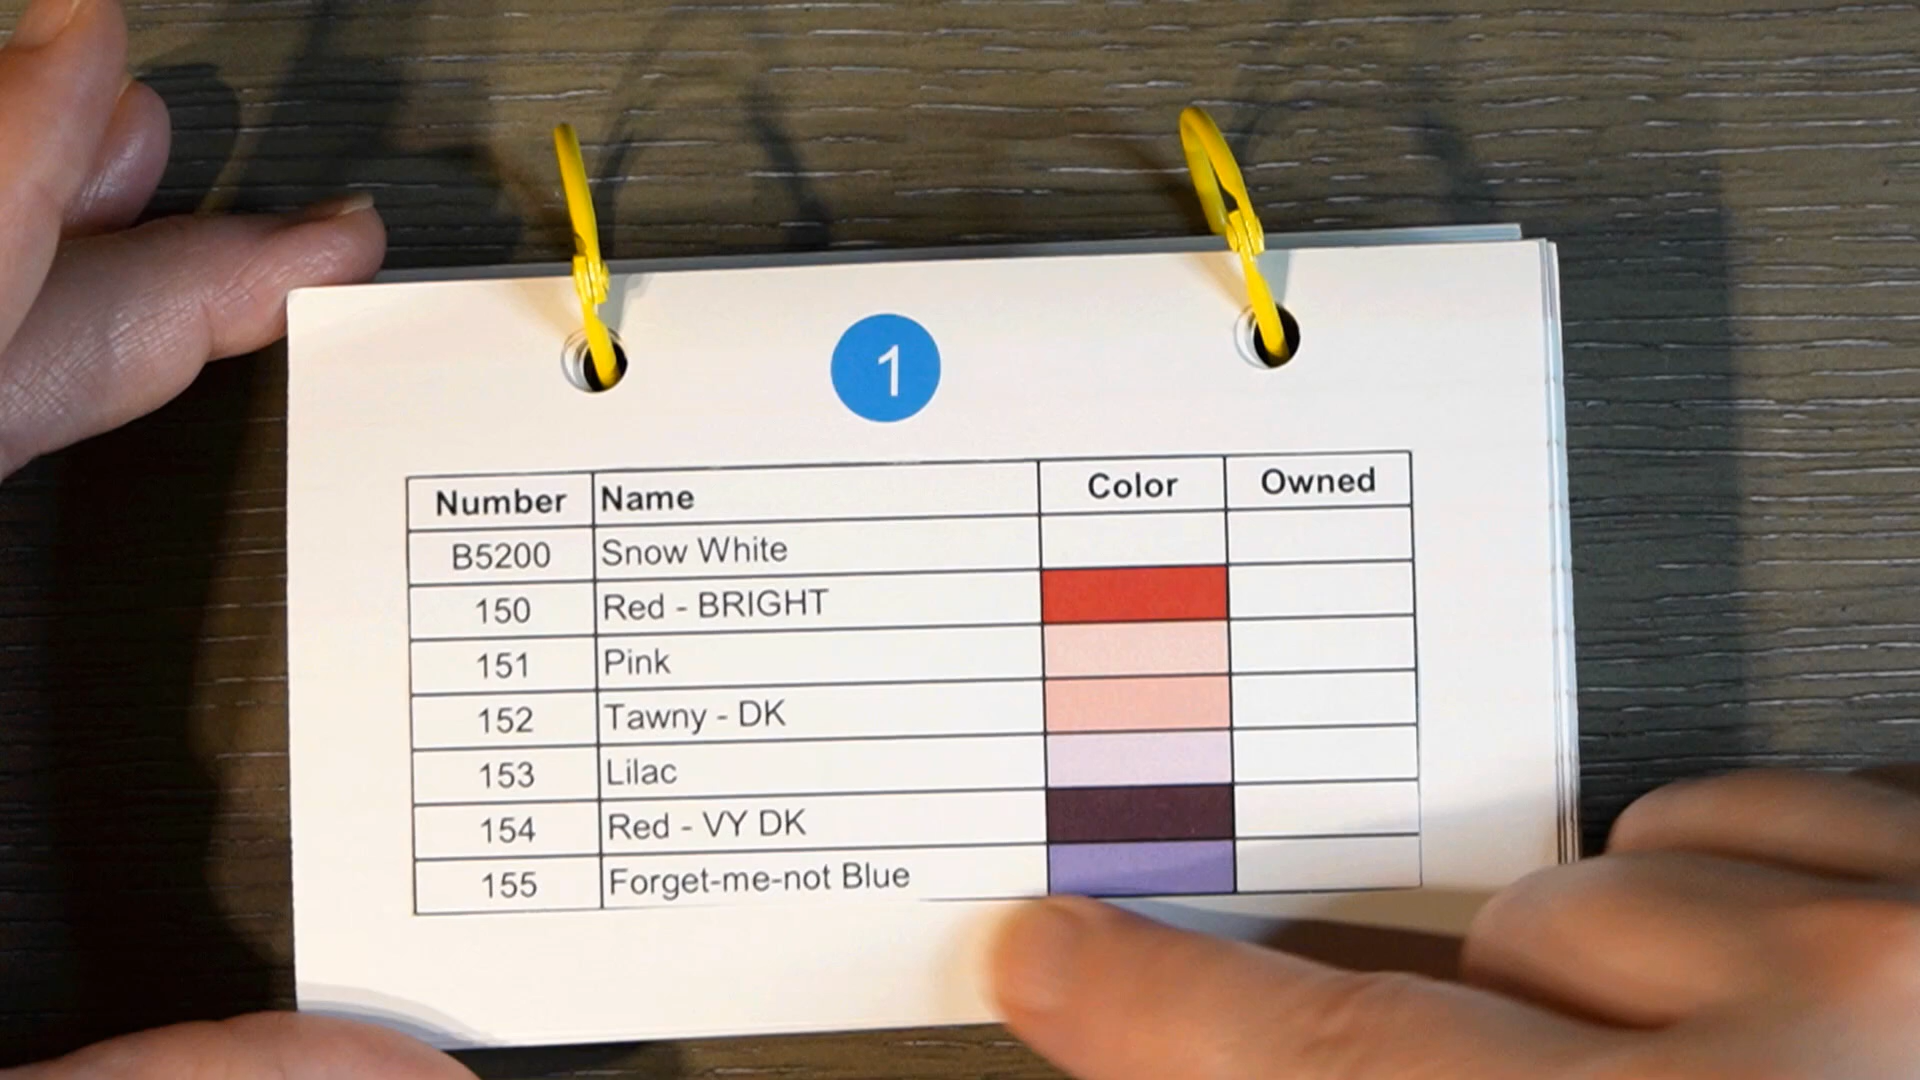 1
Number Name Color Owned
B5200 Snow White
150 Red - BRIGHT
151 Pink
152 Tawny - DK
153 Lilac
154 Red - VY DK
155 Forget-me-not Blue